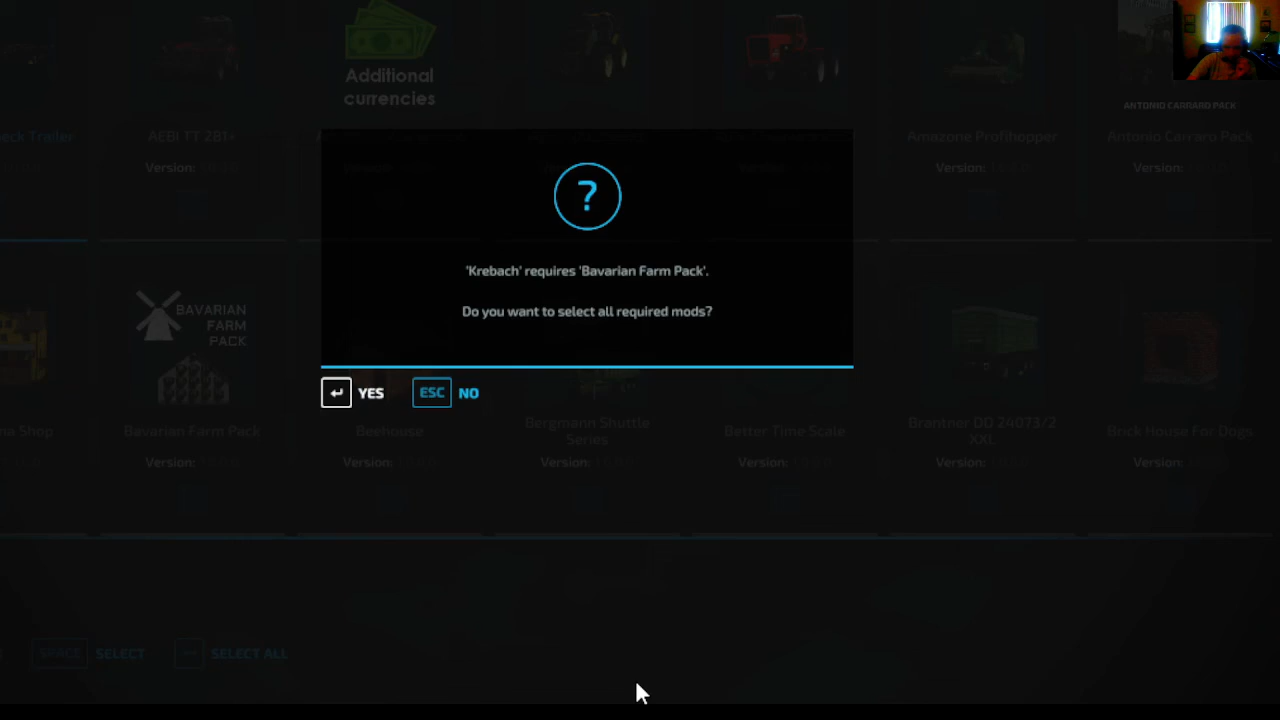 Additional
currencies
ANTONIO CARRARO PACK
AEBI TT 281+
Amazone Profihopper
Antonio Carraro Pack
Version:
Version:
Version:
?
'Krebach' requires 'Bavarian Farm Pack'.
Do you want to select all required mods?
BAVARIAN
FARM
PACK
YES
ESC NO
Shop
Bavarian Farm Pack
Beehouse
Bergmann Shuttle
Series
Better Time Scale
Brantner DD 24073/2
XXL
Brick House For Dogs
Version:
Version:
Version:
Version:
Version:
Version:
SPACE SELECT
SELECT ALL